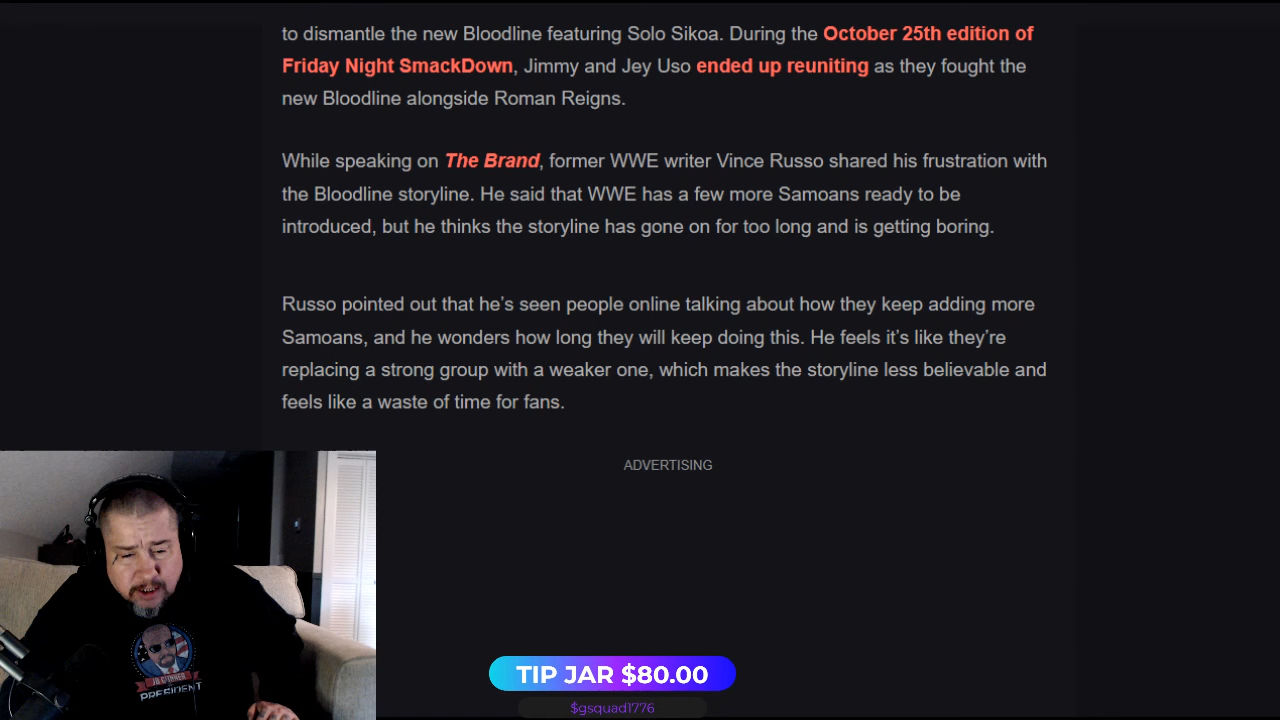 to dismantle the new Bloodline featuring Solo Sikoa. During the October 25th edition of
Friday Night SmackDown, Jimmy and Jey Uso ended up reuniting as they fought the
new Bloodline alongside Roman Reigns.
While speaking on The Brand, former WWE writer Vince Russo shared his frustration with
the Bloodline storyline. He said that WWE has a few more Samoans ready to be
introduced, but he thinks the storyline has gone on for too long and is getting boring.
Russo pointed out that he’s seen people online talking about how they keep adding more
Samoans, and he wonders how long they will keep doing this. He feels it’s like they’re
replacing a strong group with a weaker one, which makes the storyline less believable and
feels like a waste of time for fans.
ADVERTISING
PRESIDENT
TIP JAR $80.00
$gsquad1776